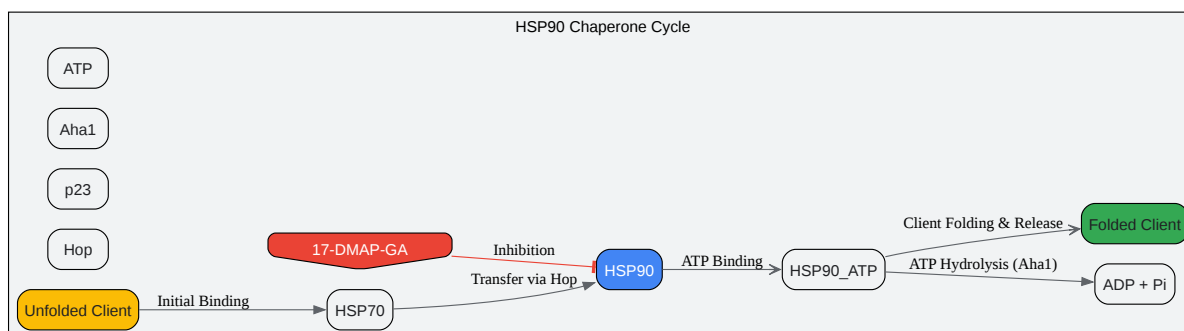 HSP90 Chaperone Cycle
ATP
Aha1
p23
Hop
17-DMAP-GA
Inhibition
Transfer via Hop
Unfolded Client
Initial Binding
HSP70
HSP90
ATP Binding
HSP90_ATP
Client Folding & Release
Folded Client
ATP Hydrolysis (Aha1)
ADP + Pi